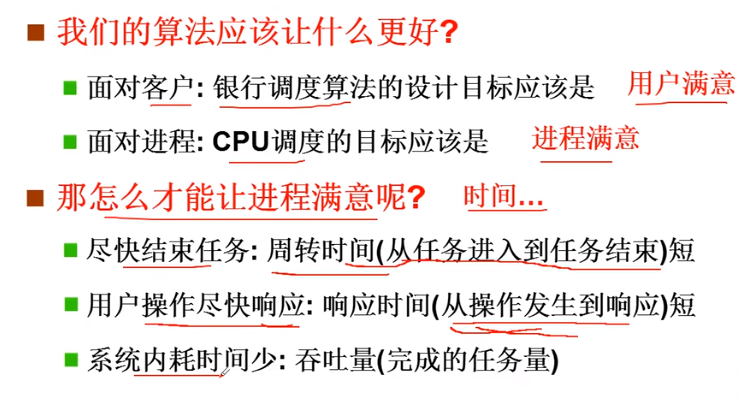 我们的算法应该让什么更好?
面对客户: 银行调度算法的设计目标应该是 用户满意
面对进程: CPU调度的目标应该是 进程满意
那怎么才能让进程满意呢? 时间...
尽快结束任务: 周转时间(从任务进入到任务结束)短
用户操作尽快响应: 响应时间(从操作发生到响应)短
系统内耗时间少: 吞吐量(完成的任务量)